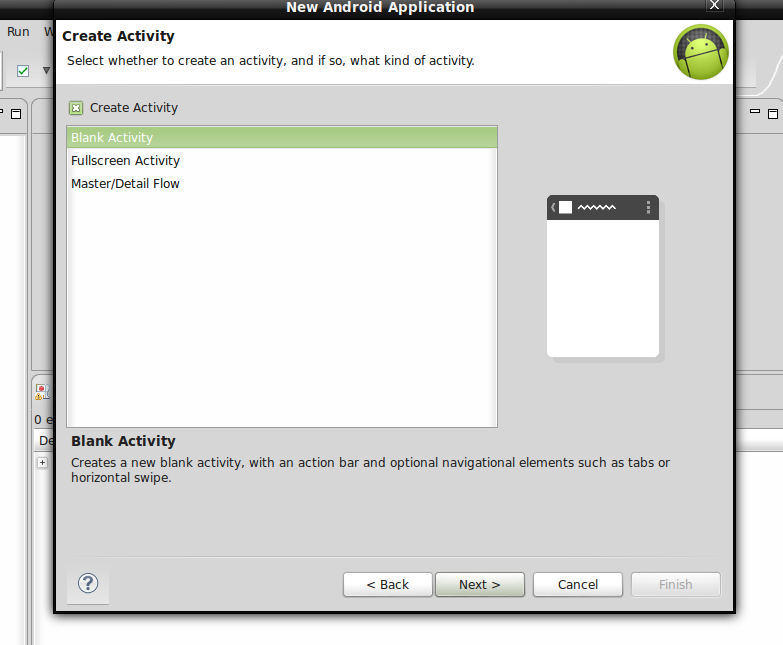 New Android Application
Run W
Create Activity
Select whether to create an activity, and if so, what kind of activity.
Create Activity
Blank Activity
Fullscreen Activity
Master/Detail Flow
0 e
De
Blank Activity
Creates a new blank activity, with an action bar and optional navigational elements such as tabs or
horizontal swipe.
?
< Back Next > Cancel Finish